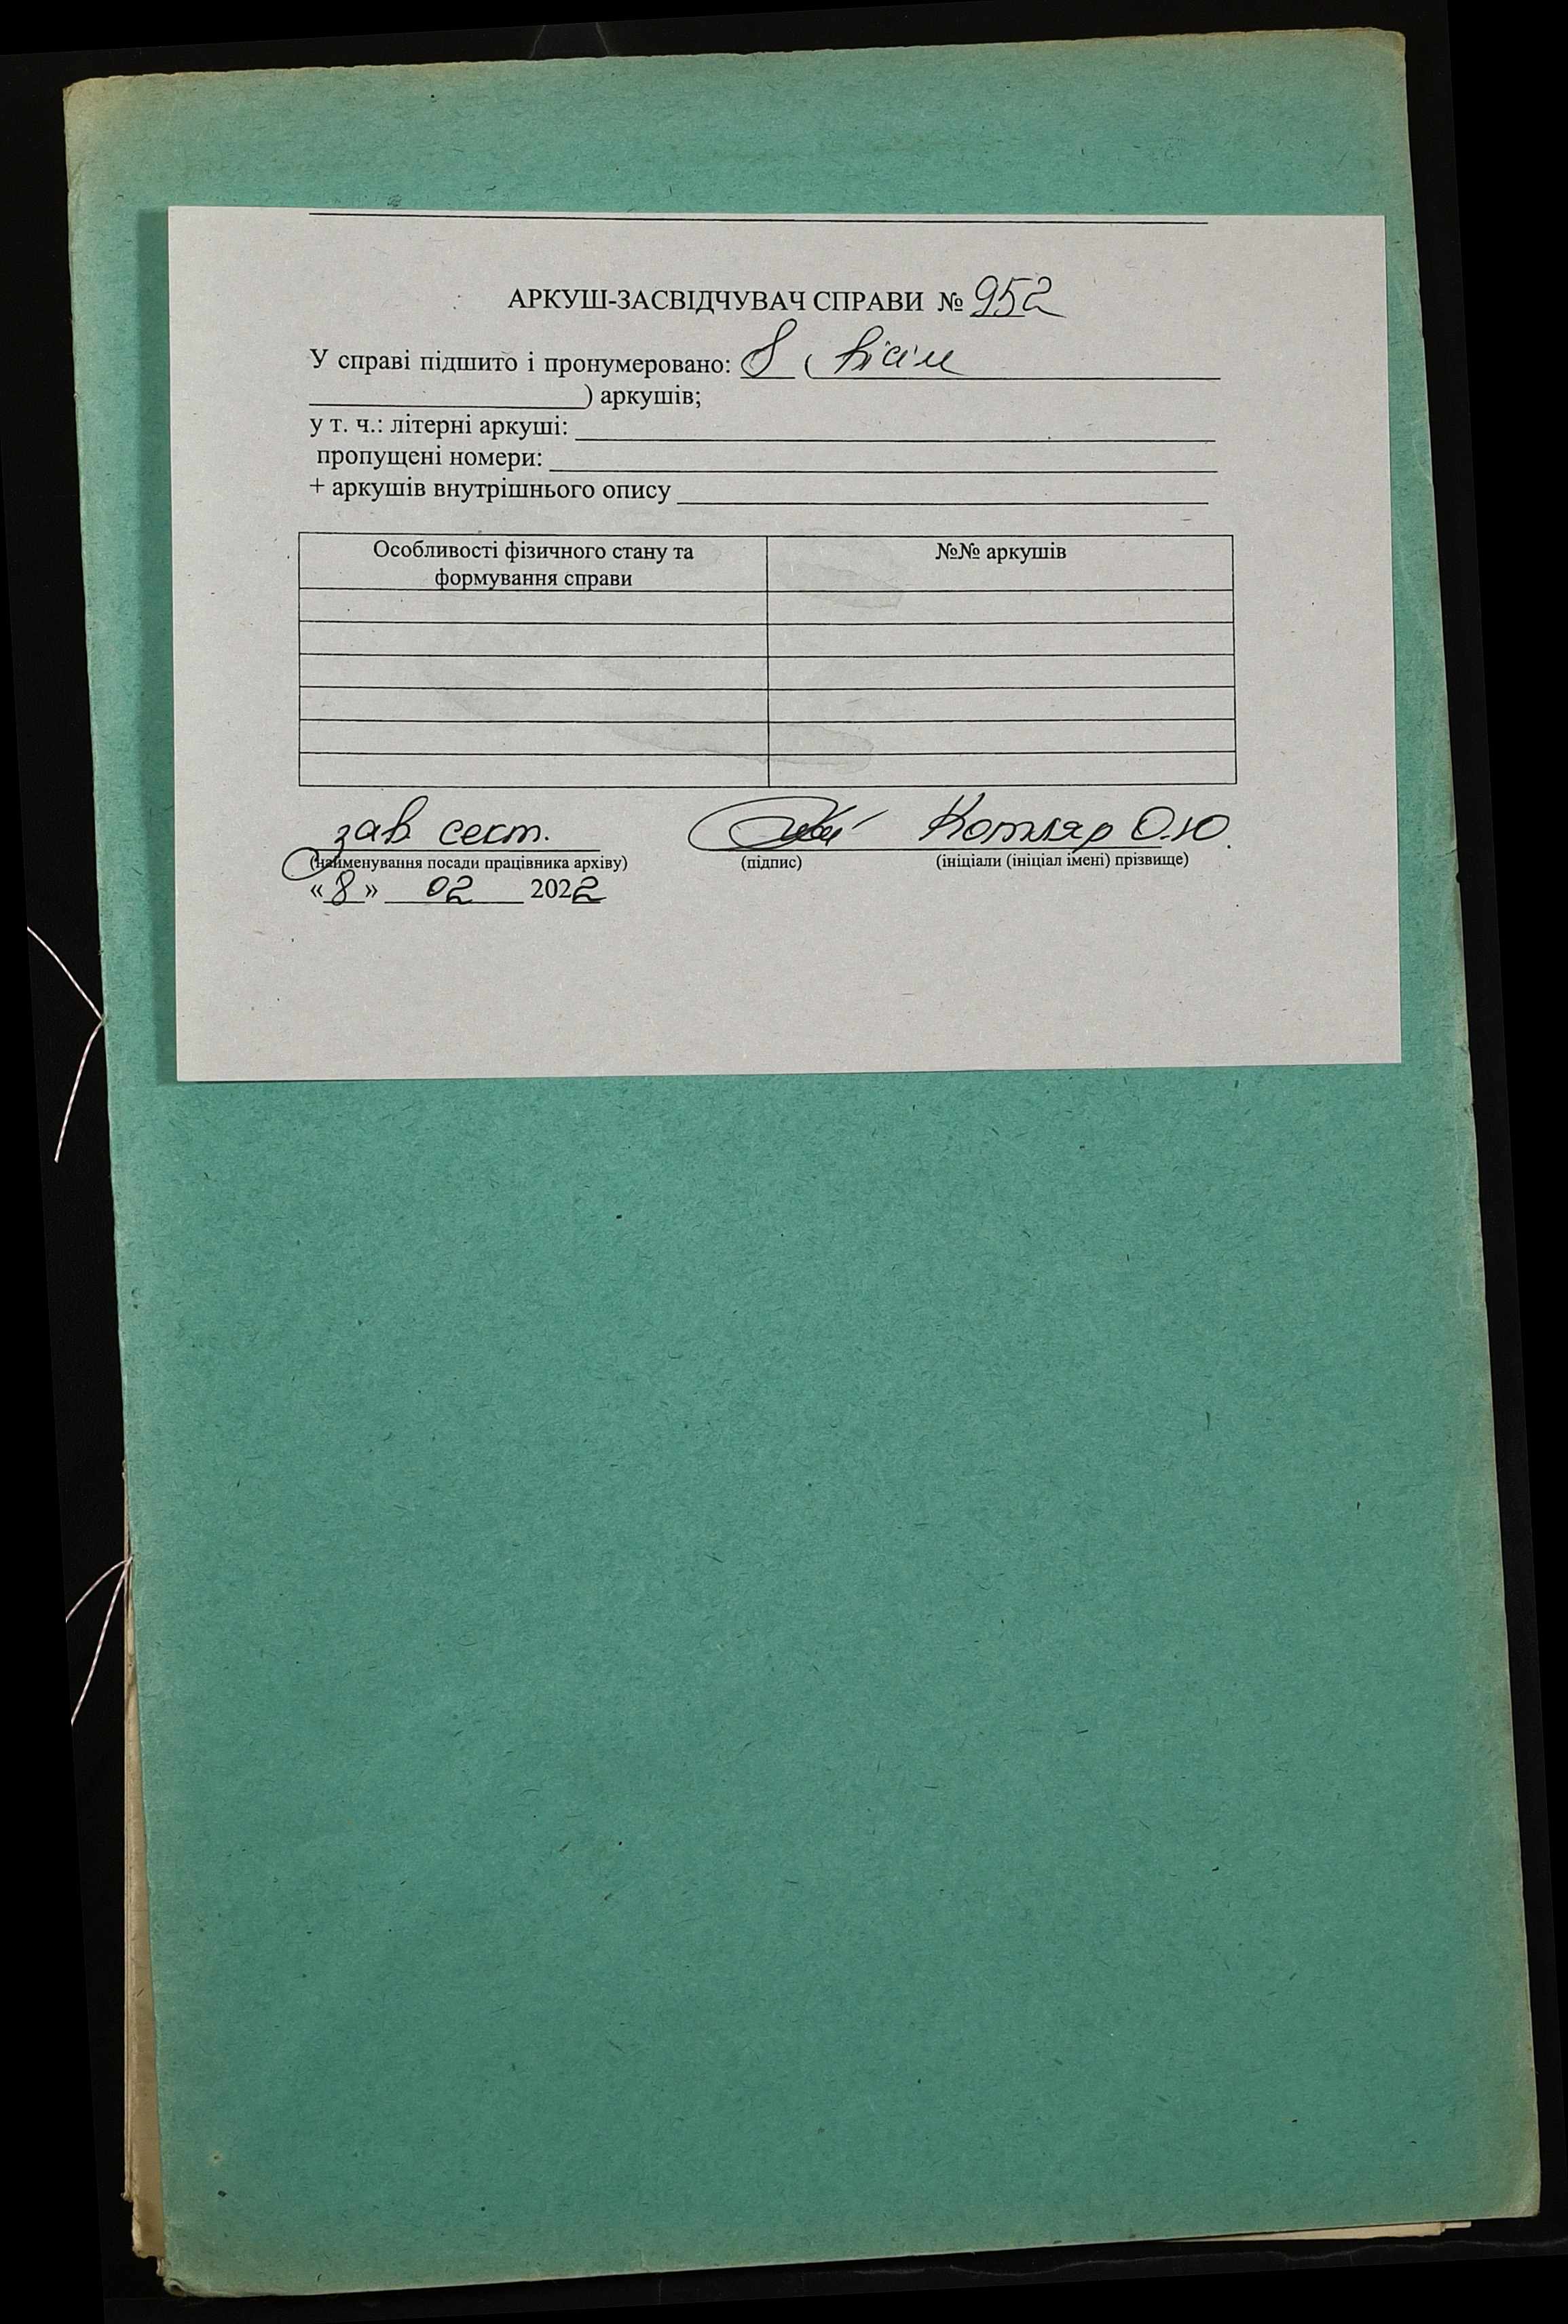 АРКУШ-ЗАСВІДЧУВАЧ СПРАВИ № 952
У справі підшито і пронумеровано: 8 ( вісім
) аркушів;
у т. ч.: літерні аркуші:
пропущені номери:
+ аркушів внутрішнього опису
Особливості фізичного стану та формування справи №№ аркушів
зав сект. Котляр О.Ю.
(найменування посади працівника архіву) (підпис) (ініціали (ініціал імені) прізвище)
«8» 02 2022